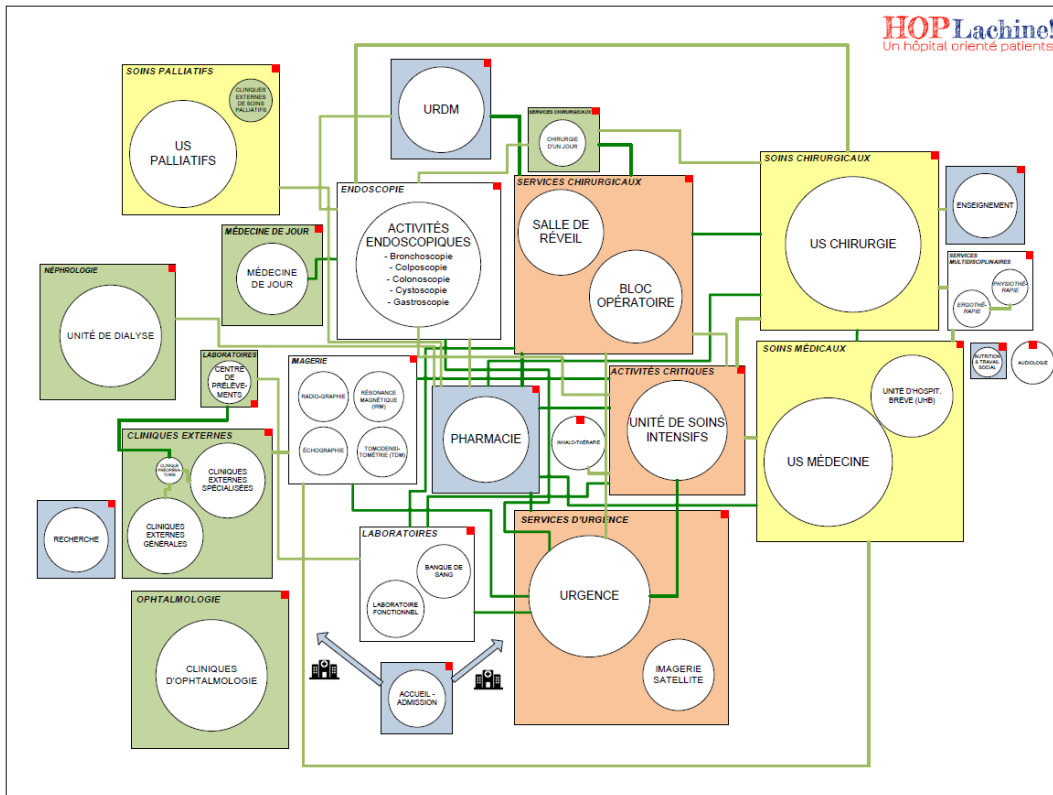 HOP Lachine!
Un hôpital orienté patients
SOINS PALLIATIFS
CLINIQUES
EXTERNES
DE SOINS
PALLIATIFS
US
PALLIATIFS
URDM
SERVICES CHIRURGICAUX
CHIRURGIE
D'UN JOUR
ENDOSCOPIE
ACTIVITÉS
ENDOSCOPIQUES
- Bronchoscopie
- Colposcopie
- Colonoscopie
- Cystoscopie
- Gastroscopie
SERVICES CHIRURGICAUX
SALLE DE
RÉVEIL
BLOC
OPÉRATOIRE
SOINS CHIRURGICAUX
US CHIRURGIE
ENSEIGNEMENT
SERVICES
MULTIDISCIPLINAIRES
PHYSIOTHÉ-
RAPIE
ERGOTHÉ-
RAPIE
MÉDECINE DE JOUR
MÉDECINE
DE JOUR
NÉPHROLOGIE
UNITÉ DE DIALYSE
LABORATOIRES
CENTRE
DE
PRÉLÈVE-
MENTS
IMAGERIE
RADIO-GRAPHIE
RÉSONANCE
MAGNÉTIQUE
(IRM)
ÉCHOGRAPHIE
TOMODENSI-
TOMÉTRIE (TDM)
PHARMACIE
INHALO-THÉRAPIE
ACTIVITÉS CRITIQUES
UNITÉ DE SOINS
INTENSIFS
SOINS MÉDICAUX
UNITÉ D'HOSPIT.
BRÈVE (UHB)
US MÉDECINE
NUTRITION
& TRAVAIL
SOCIAL
AUDIOLOGIE
CLINIQUES EXTERNES
CLINIQUE
PRÉOPÉRA-
TOIRE
CLINIQUES
EXTERNES
SPÉCIALISÉES
CLINIQUES
EXTERNES
GÉNÉRALES
RECHERCHE
LABORATOIRES
BANQUE DE
SANG
LABORATOIRE
FONCTIONNEL
SERVICES D'URGENCE
URGENCE
IMAGERIE
SATELLITE
OPHTALMOLOGIE
CLINIQUES
D'OPHTALMOLOGIE
ACCUEIL -
ADMISSION